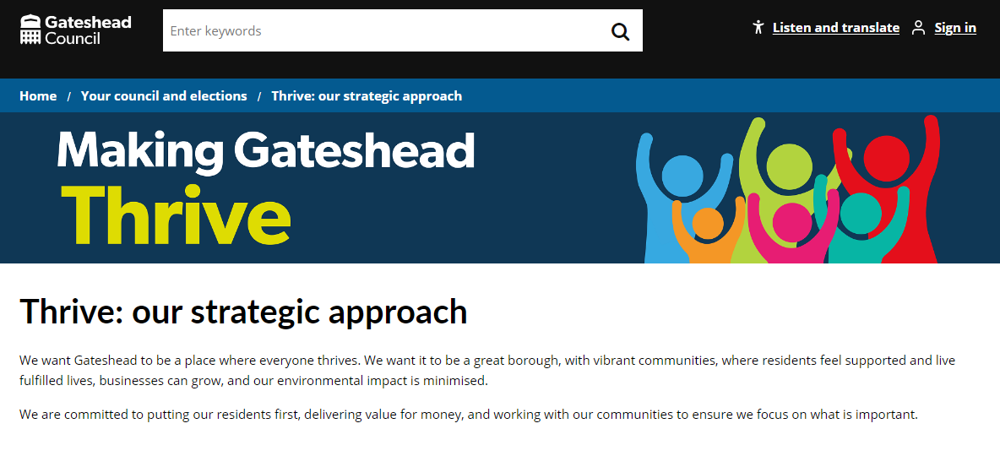 Gateshead
Council
Enter keywords
Listen and translate
Sign in
Home / Your council and elections / Thrive: our strategic approach
Making Gateshead
Thrive
Thrive: our strategic approach
We want Gateshead to be a place where everyone thrives. We want it to be a great borough, with vibrant communities, where residents feel supported and live
fulfilled lives, businesses can grow, and our environmental impact is minimised.
We are committed to putting our residents first, delivering value for money, and working with our communities to ensure we focus on what is important.